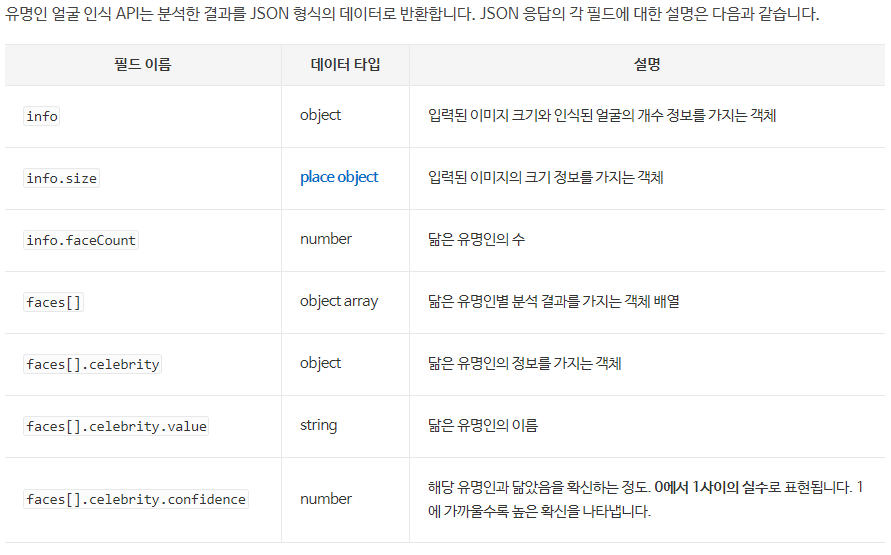 유명인 얼굴 인식 API는 분석한 결과를 JSON 형식의 데이터로 반환합니다. JSON 응답의 각 필드에 대한 설명은 다음과 같습니다.
필드 이름 데이터 타입 설명
info object 입력된 이미지 크기와 인식된 얼굴의 개수 정보를 가지는 객체
info.size place object 입력된 이미지의 크기 정보를 가지는 객체
info.faceCount number 닮은 유명인의 수
faces[] object array 닮은 유명인별 분석 결과를 가지는 객체 배열
faces[].celebrity object 닮은 유명인의 정보를 가지는 객체
faces[].celebrity.value string 닮은 유명인의 이름
faces[].celebrity.confidence number 해당 유명인과 닮았음을 확신하는 정도. 0에서 1사이의 실수로 표현됩니다. 1
에 가까울수록 높은 확신을 나타냅니다.